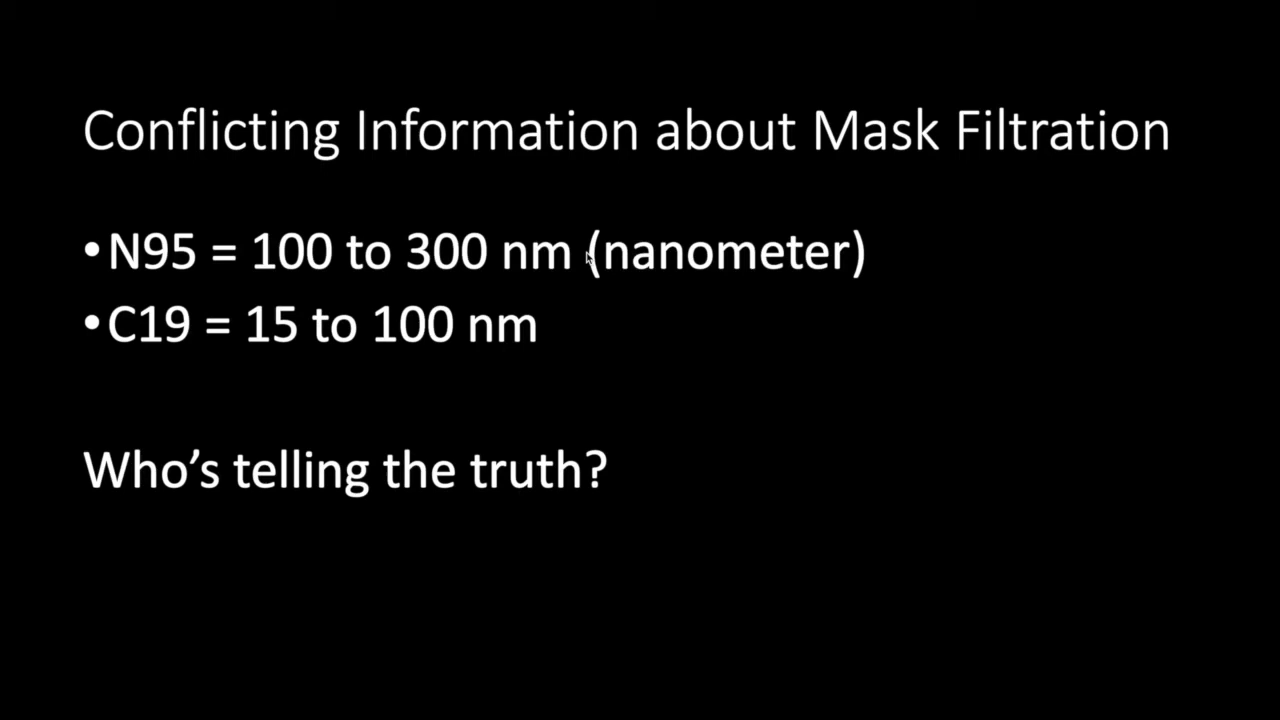 Conflicting Information about Mask Filtration
•N95 = 100 to 300 nm (nanometer)
•C19 = 15 to 100 nm
Who’s telling the truth?